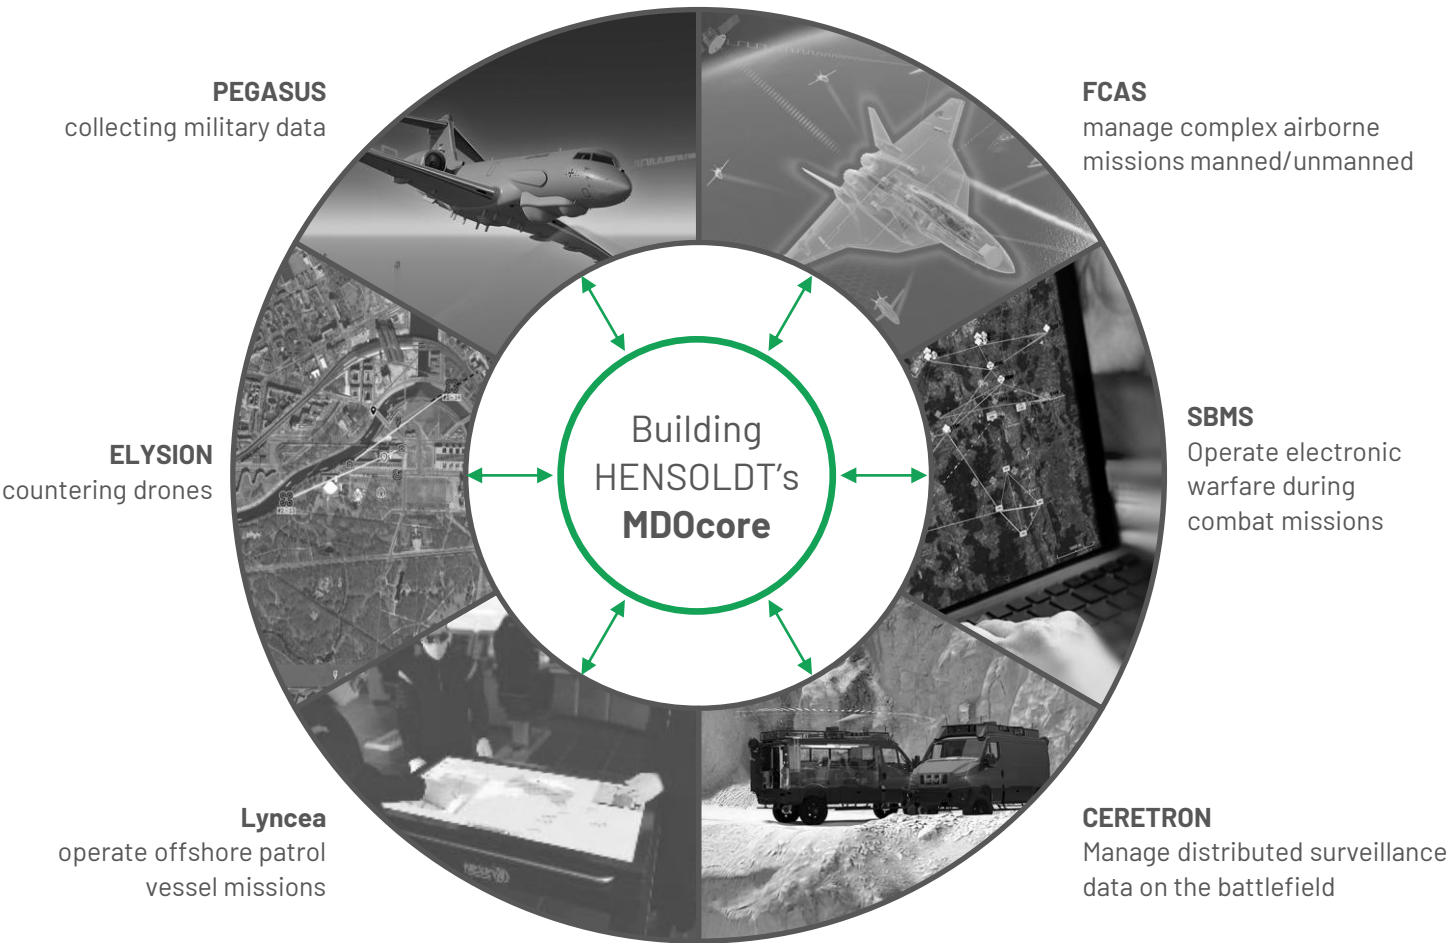 PEGASUS
collecting military data
FCAS
manage complex airborne
missions manned/unmanned
ELYSION
countering drones
Building
HENSOLDT's
MDOcore
SBMS
Operate electronic
warfare during
combat missions
Lyncea
operate offshore patrol
vessel missions
CERETRON
Manage distributed surveillance
data on the battlefield